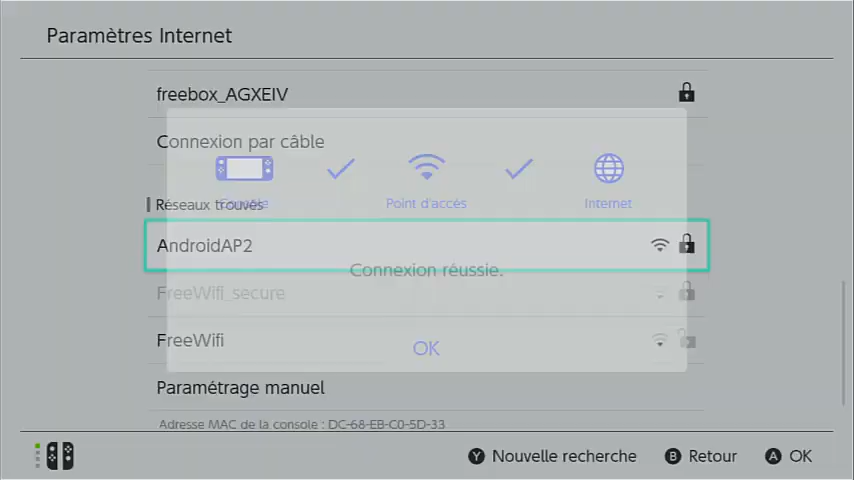 Paramètres Internet
freebox_AGXEIV
Connexion par câble
Console
Point d'accès
Internet
Réseaux trouvés
AndroidAP2
Connexion réussie.
FreeWifi_secure
FreeWifi
OK
Paramétrage manuel
Adresse MAC de la console : DC-68-EB-C0-5D-33
Y Nouvelle recherche B Retour A OK